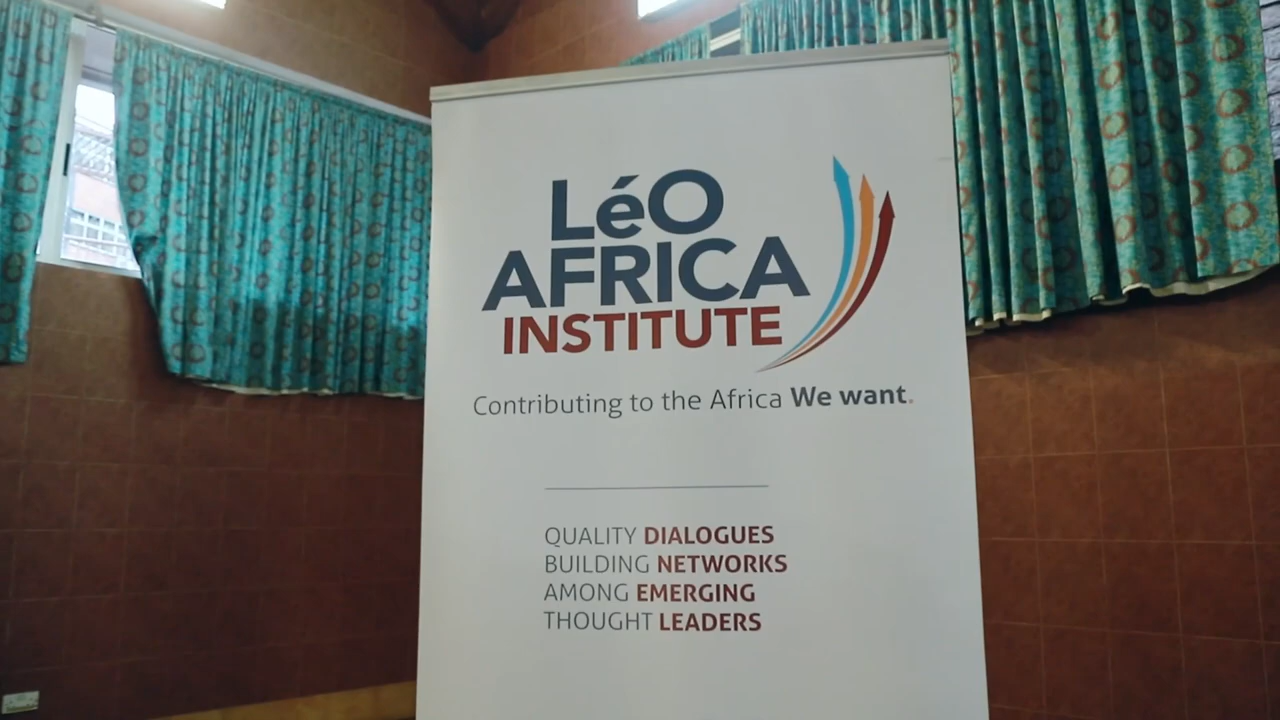 LéO
AFRICA
INSTITUTE
Contributing to the Africa We want.
QUALITY DIALOGUES
BUILDING NETWORKS
AMONG EMERGING
THOUGHT LEADERS